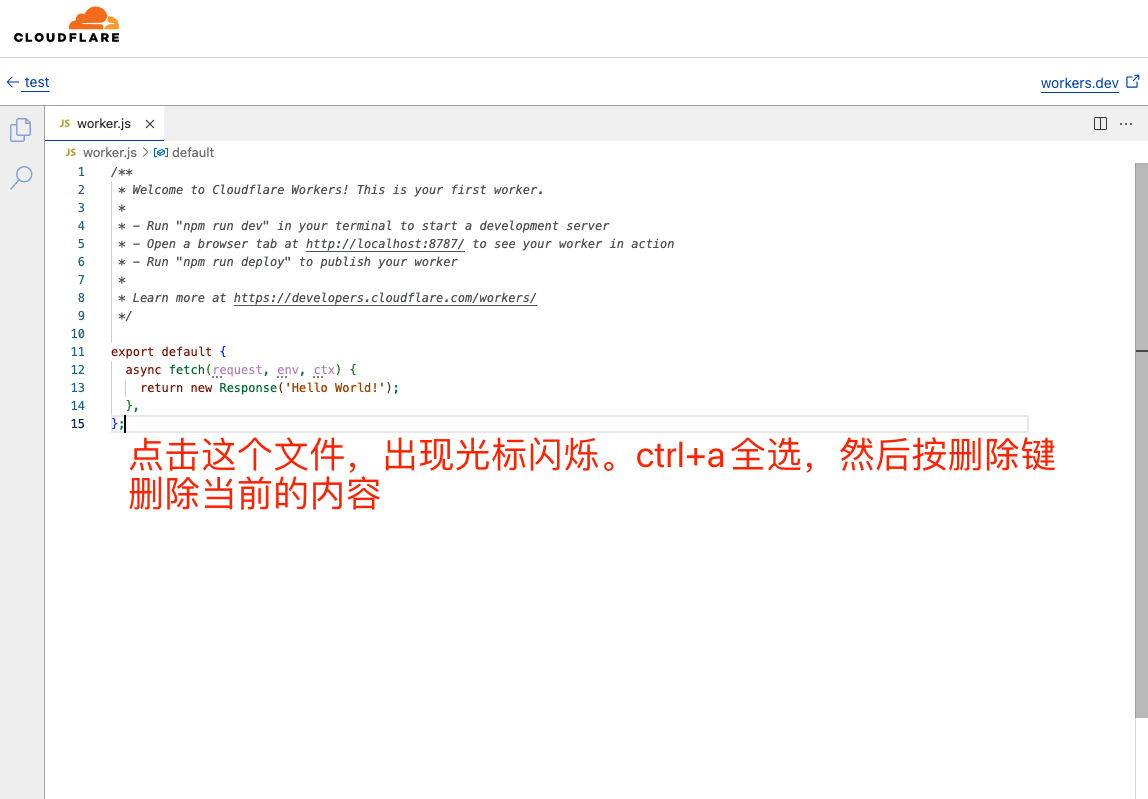 CLOUDFLARE
← test
workers.dev
JS worker.js ×
JS worker.js > default
1 /**
2  * Welcome to Cloudflare Workers! This is your first worker.
3  *
4  * - Run "npm run dev" in your terminal to start a development server
5  * - Open a browser tab at http://localhost:8787/ to see your worker in action
6  * - Run "npm run deploy" to publish your worker
7  *
8  * Learn more at https://developers.cloudflare.com/workers/
9  */
10
11 export default {
12   async fetch(request, env, ctx) {
13     return new Response('Hello World!');
14   },
15 };
点击这个文件，出现光标闪烁。ctrl+a全选，然后按删除键
删除当前的内容